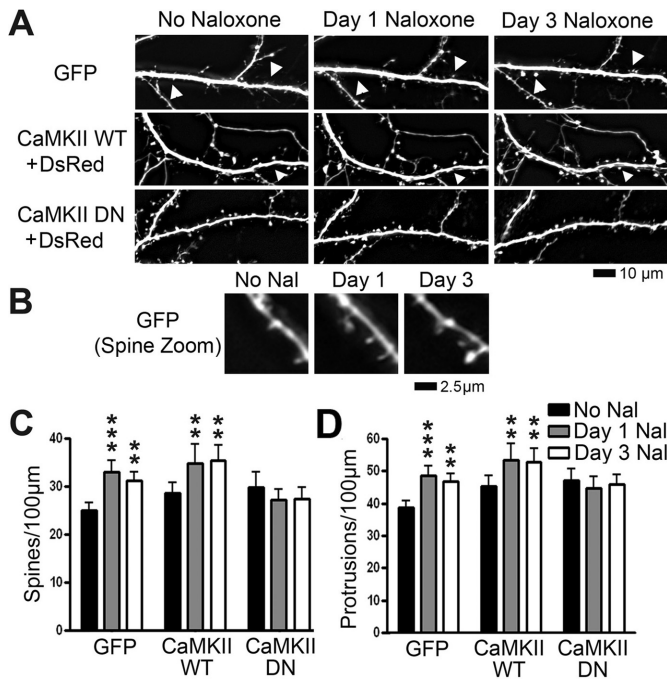 A
No Naloxone Day 1 Naloxone Day 3 Naloxone
GFP
CaMKII WT
+DsRed
CaMKII DN
+DsRed
10 µm
B
No Nal Day 1 Day 3
GFP
(Spine Zoom)
2.5µm
C
Spines/100µm
40
30
20
10
0
*** ** ** **
GFP CaMKII CaMKII
WT DN
D
No Nal
Day 1 Nal
Day 3 Nal
Protrusions/100µm
60
50
40
30
20
10
0
*** ** ** **
GFP CaMKII CaMKII
WT DN